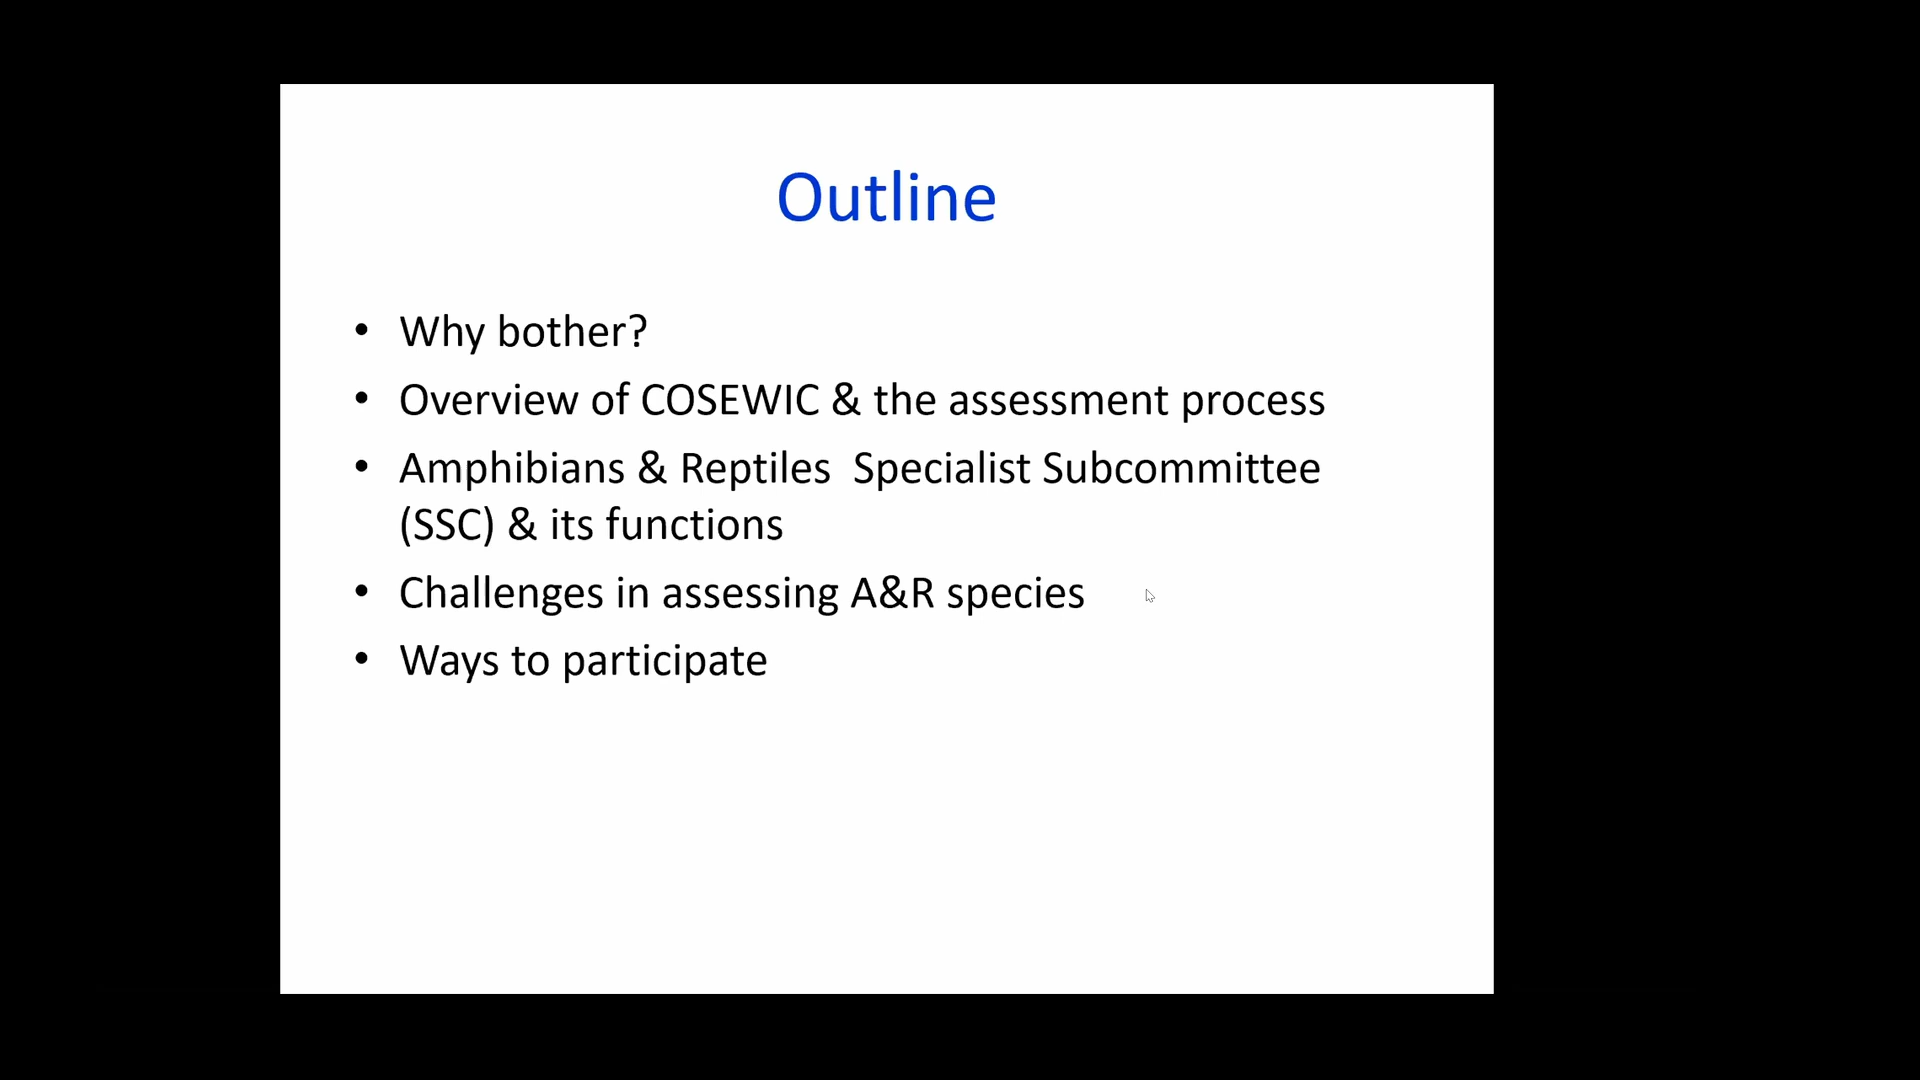 Outline
• Why bother?
• Overview of COSEWIC & the assessment process
• Amphibians & Reptiles  Specialist Subcommittee
(SSC) & its functions
• Challenges in assessing A&R species
• Ways to participate